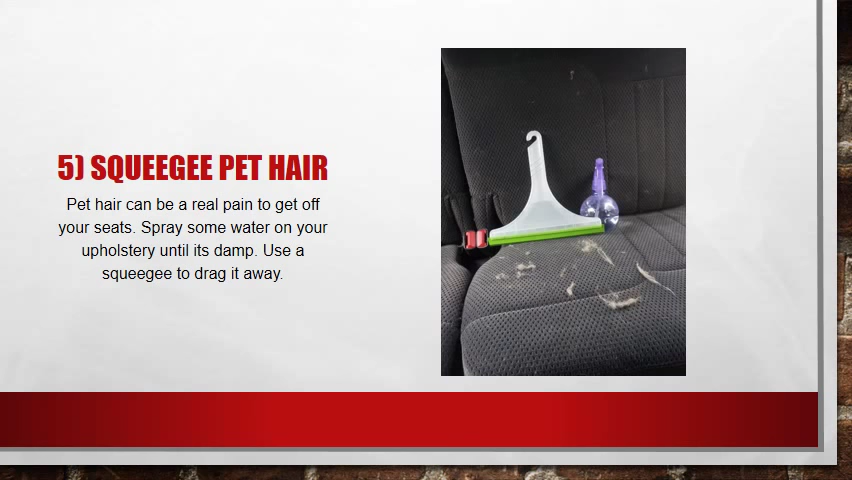 5) SQUEEGEE PET HAIR
Pet hair can be a real pain to get off
your seats. Spray some water on your
upholstery until its damp. Use a
squeegee to drag it away.